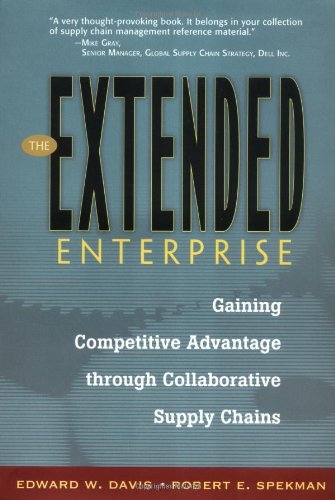 "A very thought-provoking book. It belongs in your collection
of supply chain management reference material."
—Mike Gray,
Senior Manager, Global Supply Chain Strategy, Dell Inc.
THE
EXTENDED
ENTERPRISE
Gaining
Competitive Advantage
through Collaborative
Supply Chains
EDWARD W. DAVIS • ROBERT E. SPEKMAN